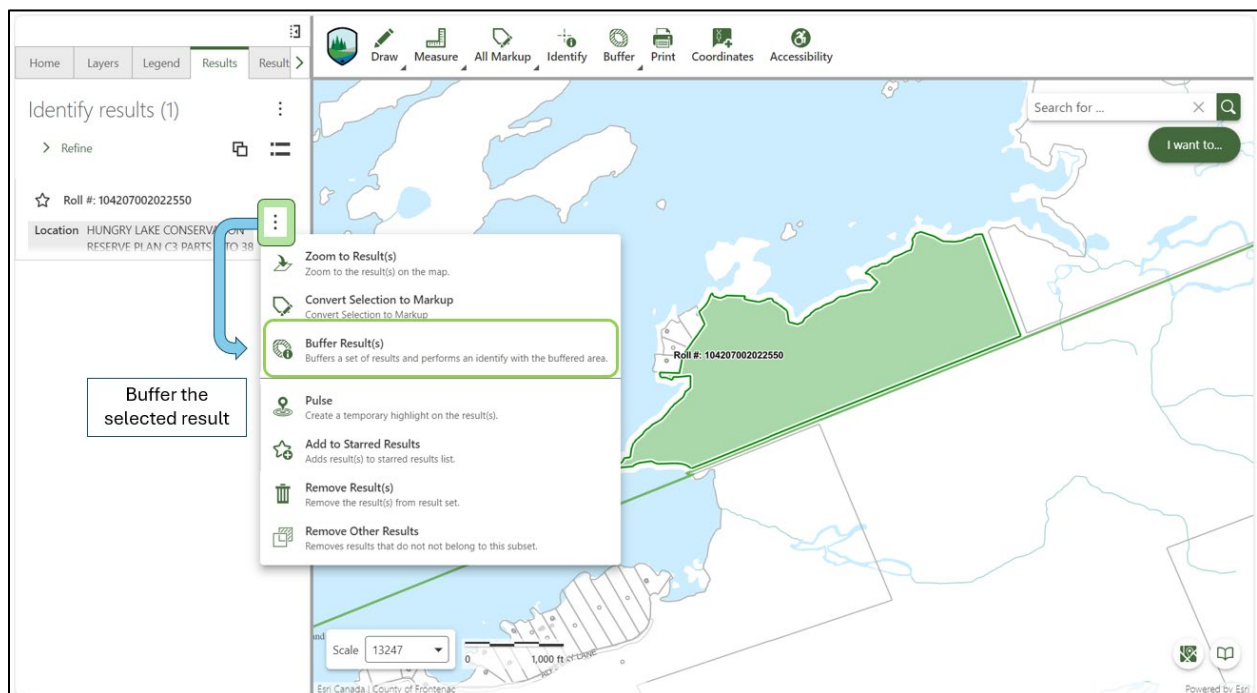 Home
Layers
Legend
Results
Result
Draw
Measure
All Markup
Identify
Buffer
Print
Coordinates
Accessibility
Identify results (1)
Refine
Roll #: 104207002022550
Location HUNGRY LAKE CONSERVATION
RESERVE PLAN C3 PARTS TO 38
Search for ...
I want to...
Zoom to Result(s)
Zoom to the result(s) on the map.
Convert Selection to Markup
Convert Selection to Markup
Buffer Result(s)
Buffers a set of results and performs an identify with the buffered area.
Pulse
Create a temporary highlight on the result(s).
Add to Starred Results
Adds result(s) to starred results list.
Remove Result(s)
Remove the result(s) from result set.
Remove Other Results
Removes results that do not not belong to this subset.
Buffer the
selected result
Roll #: 104207002022550
Scale 13247
0 1,000 ft
LANE
Esri Canada | County of Frontenac
Powered by Esri